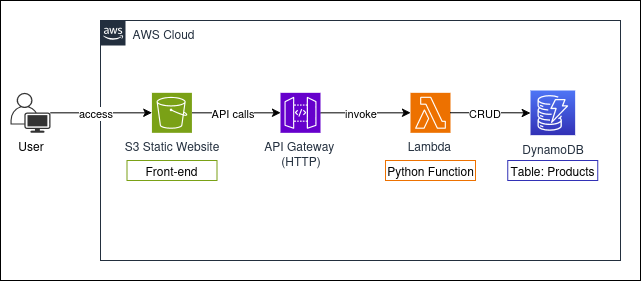 aws
AWS Cloud
access
API calls
invoke
CRUD
User
S3 Static Website
API Gateway
(HTTP)
Lambda
DynamoDB
Front-end
Python Function
Table: Products